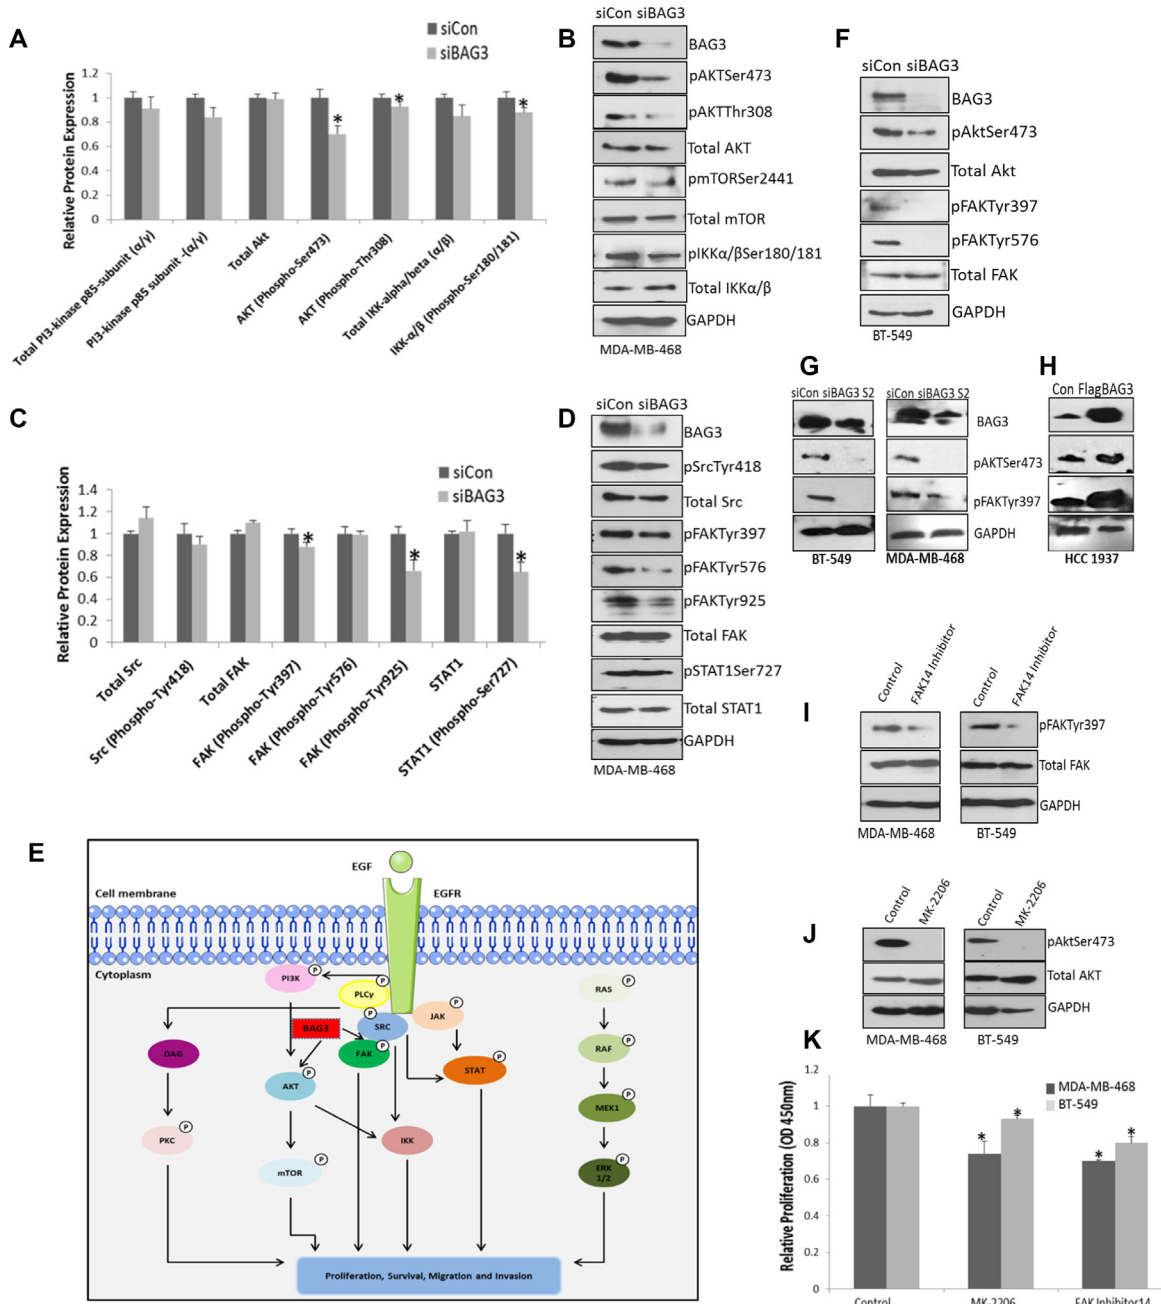 A
siCon
siBAG3
Relative Protein Expression
1.2
1
0.8
0.6
0.4
0.2
0
*
*
*
Total PI3-kinase p85-subunit (α/γ)
PI3-kinase p85 subunit -(α/γ)
Total Akt
AKT (Phospho-Ser473)
AKT (Phospho-Thr308)
Total IKK-alpha/beta (α/β)
IKK-α/β (Phospho-Ser180/181)
B
siCon siBAG3
BAG3
pAKTSer473
pAKTThr308
Total AKT
pmTORSer2441
Total mTOR
pIKKα/βSer180/181
Total IKKα/β
GAPDH
MDA-MB-468
F
siCon siBAG3
BAG3
pAktSer473
Total Akt
pFAKTyr397
pFAKTyr576
Total FAK
GAPDH
BT-549
C
siCon
siBAG3
Relative Protein Expression
1.4
1.2
1
0.8
0.6
0.4
0.2
0
*
*
*
Total Src
Src (Phospho-Tyr418)
Total FAK
FAK (Phospho-Tyr397)
FAK (Phospho-Tyr576)
FAK (Phospho-Tyr925)
STAT1
STAT1 (Phospho-Ser727)
D
siCon siBAG3
BAG3
pSrcTyr418
Total Src
pFAKTyr397
pFAKTyr576
pFAKTyr925
Total FAK
pSTAT1Ser727
Total STAT1
GAPDH
MDA-MB-468
G
siCon siBAG3 S2
siCon siBAG3 S2
BAG3
pAKTSer473
pFAKTyr397
GAPDH
BT-549
MDA-MB-468
H
Con FlagBAG3
HCC 1937
I
Control
FAK14 Inhibitor
Control
FAK14 Inhibitor
pFAKTyr397
Total FAK
GAPDH
MDA-MB-468
BT-549
E
EGF
EGFR
Cell membrane
Cytoplasm
PI3K
P
PLCγ
P
P
SRC
JAK
P
RAS
P
BAG3
DAG
FAK
P
STAT
P
RAF
P
AKT
P
MEK1
P
PKC
P
IKK
mTOR
P
ERK
1/2
P
Proliferation, Survival, Migration and Invasion
J
Control
MK-2206
Control
MK-2206
pAktSer473
Total AKT
GAPDH
MDA-MB-468
BT-549
K
MDA-MB-468
BT-549
Relative Proliferation (OD 450nm)
1.2
1
0.8
0.6
0.4
0.2
0
*
*
*
*
Control
MK-2206
FAK Inhibitor14